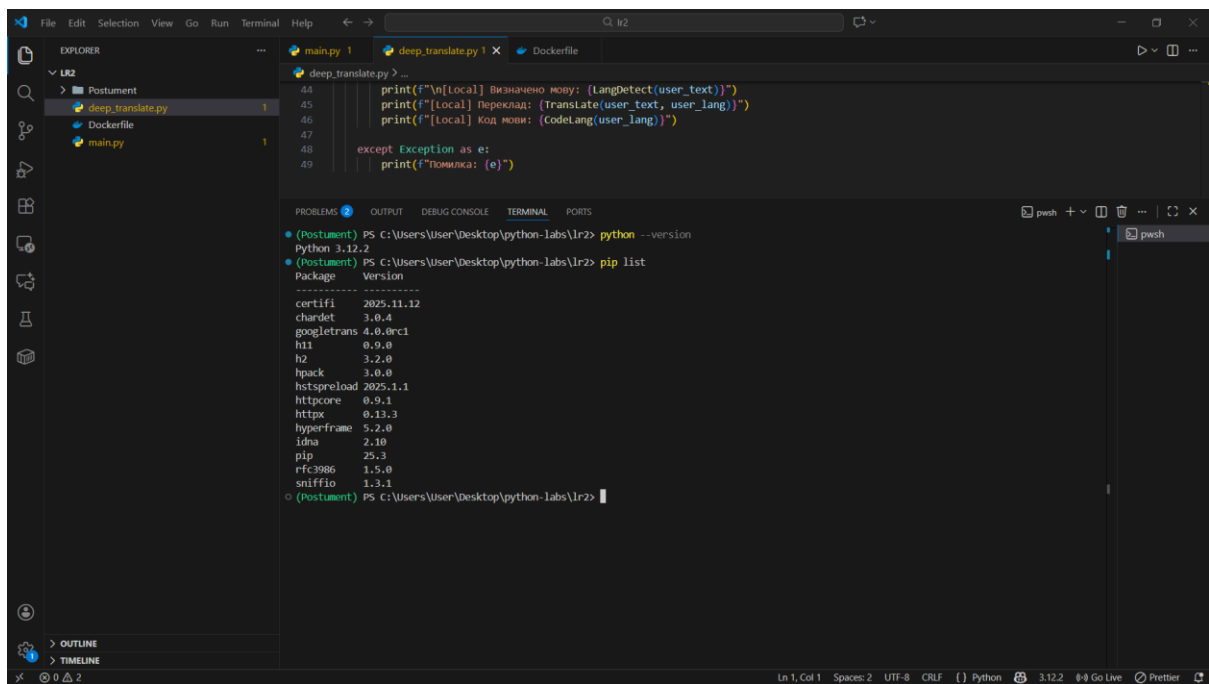 File Edit Selection View Go Run Terminal Help
lr2
EXPLORER
main.py 1
deep_translate.py 1
Dockerfile
LR2
Postument
deep_translate.py 1
Dockerfile
main.py 1
deep_translate.py > ...
44 print(f"\n[Local] Визначено мову: {LangDetect(user_text)}")
45 print(f"[Local] Переклад: {TransLate(user_text, user_lang)}")
46 print(f"[Local] Код мови: {CodeLang(user_lang)}")
47
48 except Exception as e:
49 print(f"Помилка: {e}")
PROBLEMS 2 OUTPUT DEBUG CONSOLE TERMINAL PORTS
pwsh
pwsh
(Postument) PS C:\Users\User\Desktop\python-labs\lr2> python --version
Python 3.12.2
(Postument) PS C:\Users\User\Desktop\python-labs\lr2> pip list
Package Version
----------- ----------
certifi 2025.11.12
chardet 3.0.4
googletrans 4.0.0rc1
h11 0.9.0
h2 3.2.0
hpack 3.0.0
hstspreload 2025.1.1
httpcore 0.9.1
httpx 0.13.3
hyperframe 5.2.0
idna 2.10
pip 25.3
rfc3986 1.5.0
sniffio 1.3.1
(Postument) PS C:\Users\User\Desktop\python-labs\lr2>
OUTLINE
TIMELINE
1
0 2
Ln 1, Col 1 Spaces: 2 UTF-8 CRLF { } Python 3.12.2 Go Live Prettier